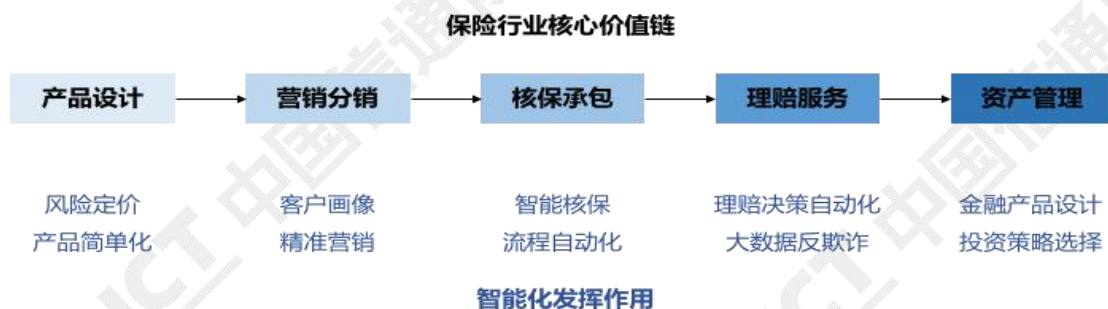 保险行业核心价值链
产品设计
营销分销
核保承包
理赔服务
资产管理
风险定价
客户画像
智能核保
理赔决策自动化
金融产品设计
产品简单化
精准营销
流程自动化
大数据反欺诈
投资策略选择
智能化发挥作用